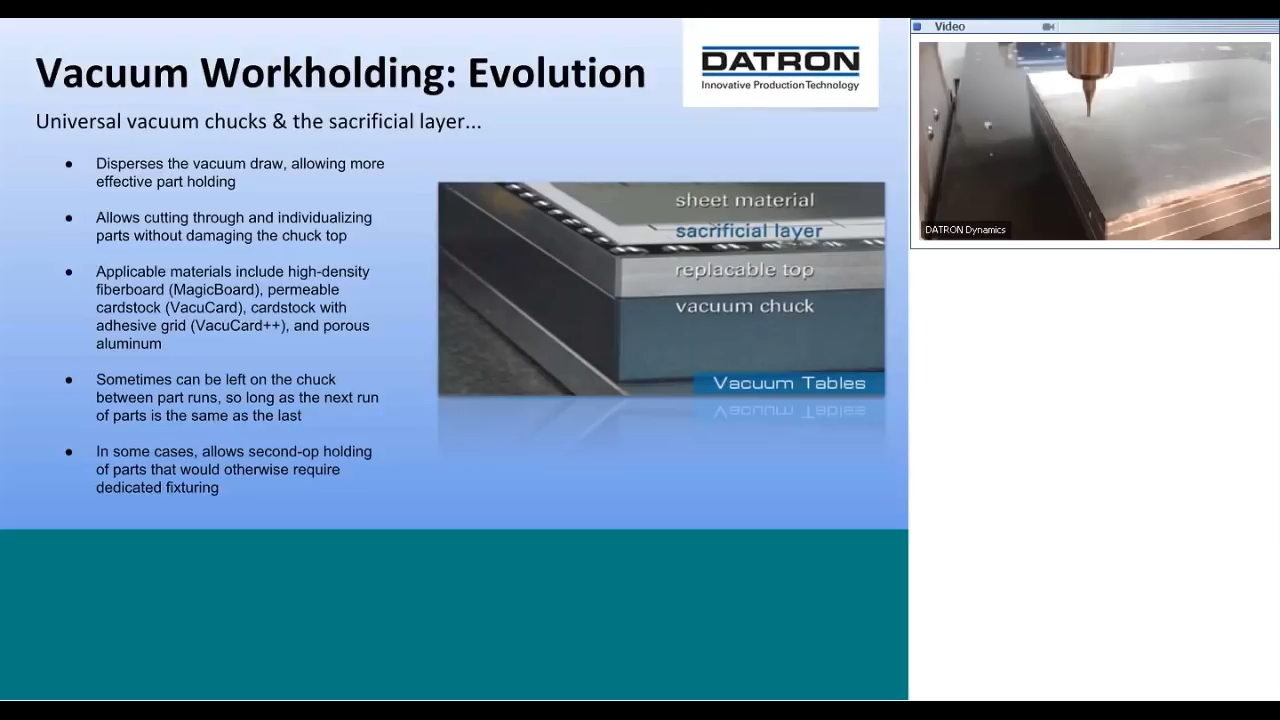 Vacuum Workholding: Evolution
DATRON
Innovative Production Technology
Universal vacuum chucks & the sacrificial layer...
● Disperses the vacuum draw, allowing more
effective part holding
● Allows cutting through and individualizing
parts without damaging the chuck top
● Applicable materials include high-density
fiberboard (MagicBoard), permeable
cardstock (VacuCard), cardstock with
adhesive grid (VacuCard++), and porous
aluminum
● Sometimes can be left on the chuck
between part runs, so long as the next run
of parts is the same as the last
● In some cases, allows second-op holding
of parts that would otherwise require
dedicated fixturing
sheet material
sacrificial layer
replacable top
vacuum chuck
Vacuum Tables
Video
DATRON Dynamics